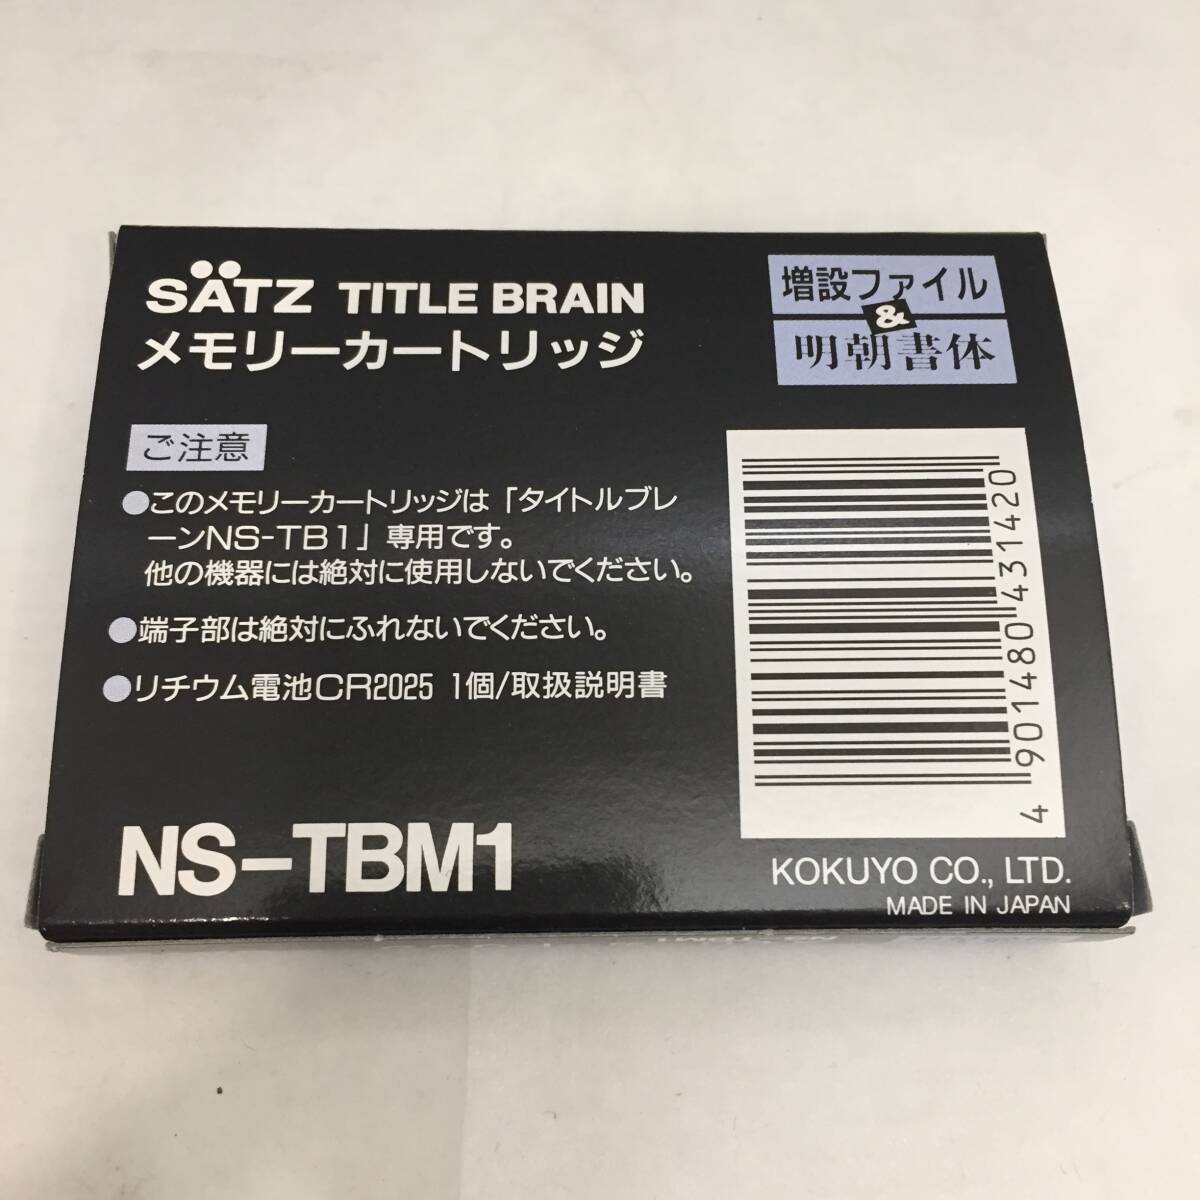 SÄTZ TITLE BRAIN
メモリーカートリッジ
増設ファイル
&
明朝書体
ご注意
●このメモリーカートリッジは「タイトルブレ
ーンNS-TB1」専用です。
他の機器には絶対に使用しないでください。
●端子部は絶対にふれないでください。
●リチウム電池CR2025 1個/取扱説明書
4901480431420
NS-TBM1
KOKUYO CO., LTD.
MADE IN JAPAN